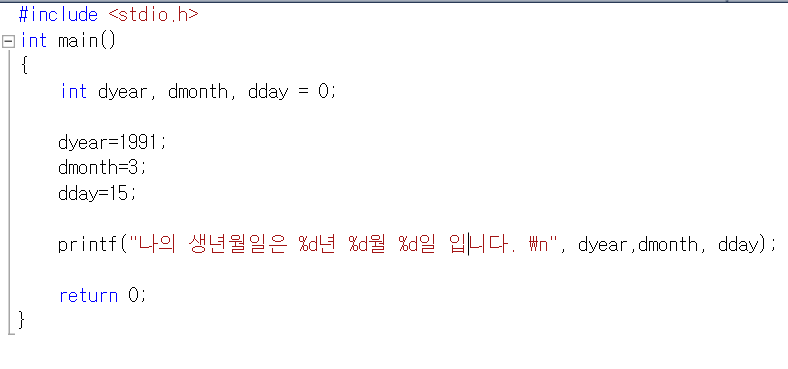 #include <stdio.h>
int main()
{
int dyear, dmonth, dday = 0;
dyear=1991;
dmonth=3;
dday=15;
printf("나의 생년월일은 %d년 %d월 %d일 입니다. ₩n", dyear,dmonth, dday);
return 0;
}